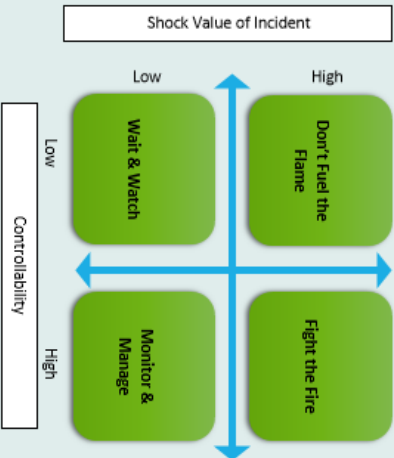 Shock Value of Incident
Low
High
Controllability
Low
Wait & Watch
Don't Fuel the
Flame
High
Monitor &
Manage
Fight the Fire